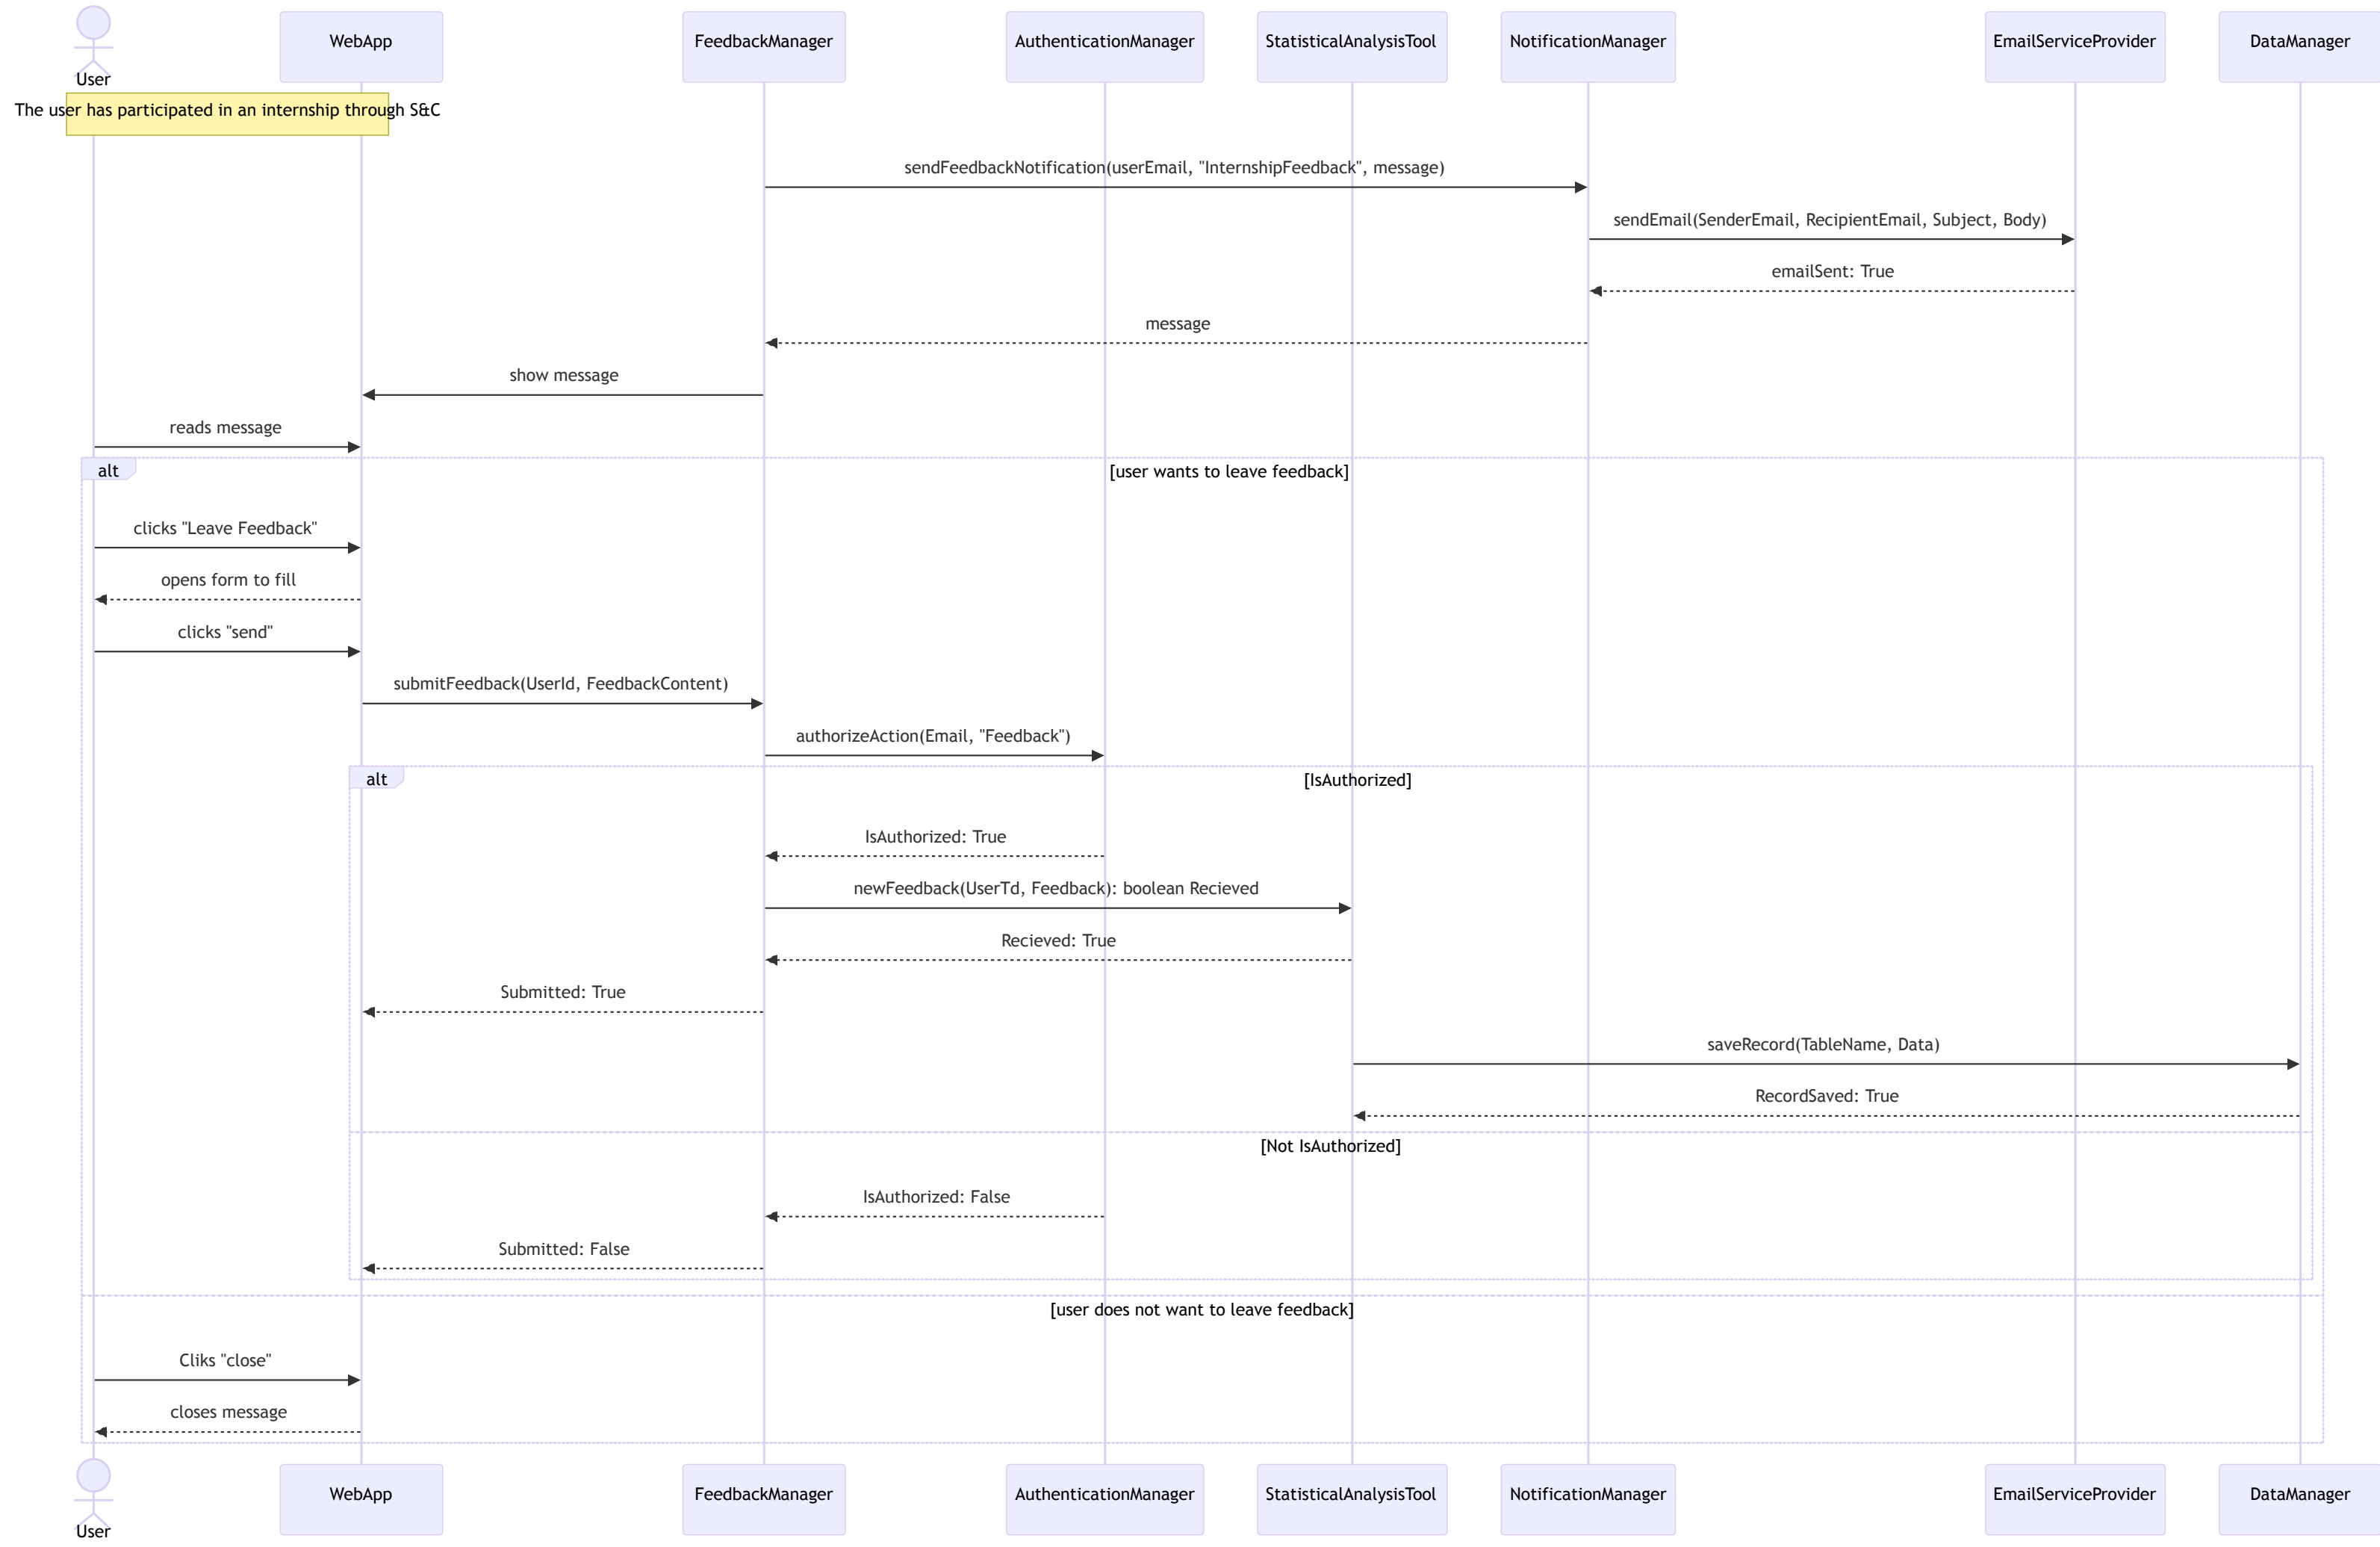 User
WebApp
FeedbackManager
AuthenticationManager
StatisticalAnalysisTool
NotificationManager
EmailServiceProvider
DataManager
The user has participated in an internship through S&C
sendFeedbackNotification(userEmail, "InternshipFeedback", message)
sendEmail(SenderEmail, RecipientEmail, Subject, Body)
emailSent: True
message
show message
reads message
alt
[user wants to leave feedback]
clicks "Leave Feedback"
opens form to fill
clicks "send"
submitFeedback(UserId, FeedbackContent)
authorizeAction(Email, "Feedback")
alt
[IsAuthorized]
IsAuthorized: True
newFeedback(UserTd, Feedback): boolean Recieved
Recieved: True
Submitted: True
saveRecord(TableName, Data)
RecordSaved: True
[Not IsAuthorized]
IsAuthorized: False
Submitted: False
[user does not want to leave feedback]
Cliks "close"
closes message
User
WebApp
FeedbackManager
AuthenticationManager
StatisticalAnalysisTool
NotificationManager
EmailServiceProvider
DataManager